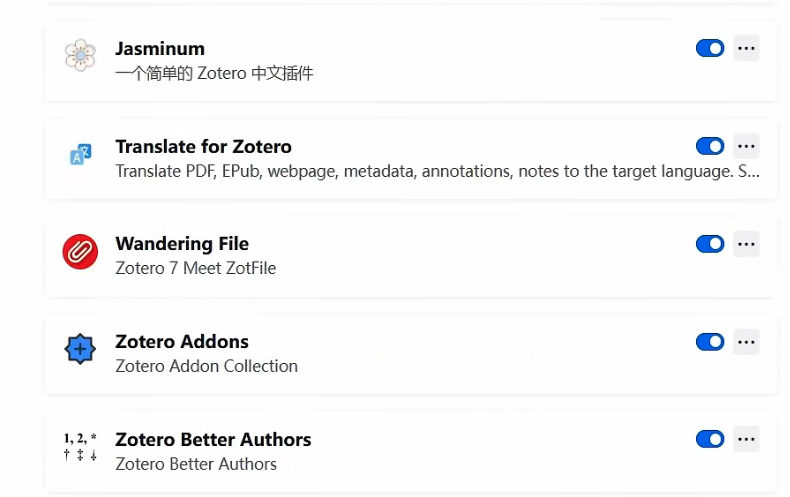 Jasminum
一个简单的 Zotero 中文插件
Translate for Zotero
Translate PDF, EPub, webpage, metadata, annotations, notes to the target language. S...
Wandering File
Zotero 7 Meet ZotFile
Zotero Addons
Zotero Addon Collection
1, 2, *
† ‡ ⸸
Zotero Better Authors
Zotero Better Authors